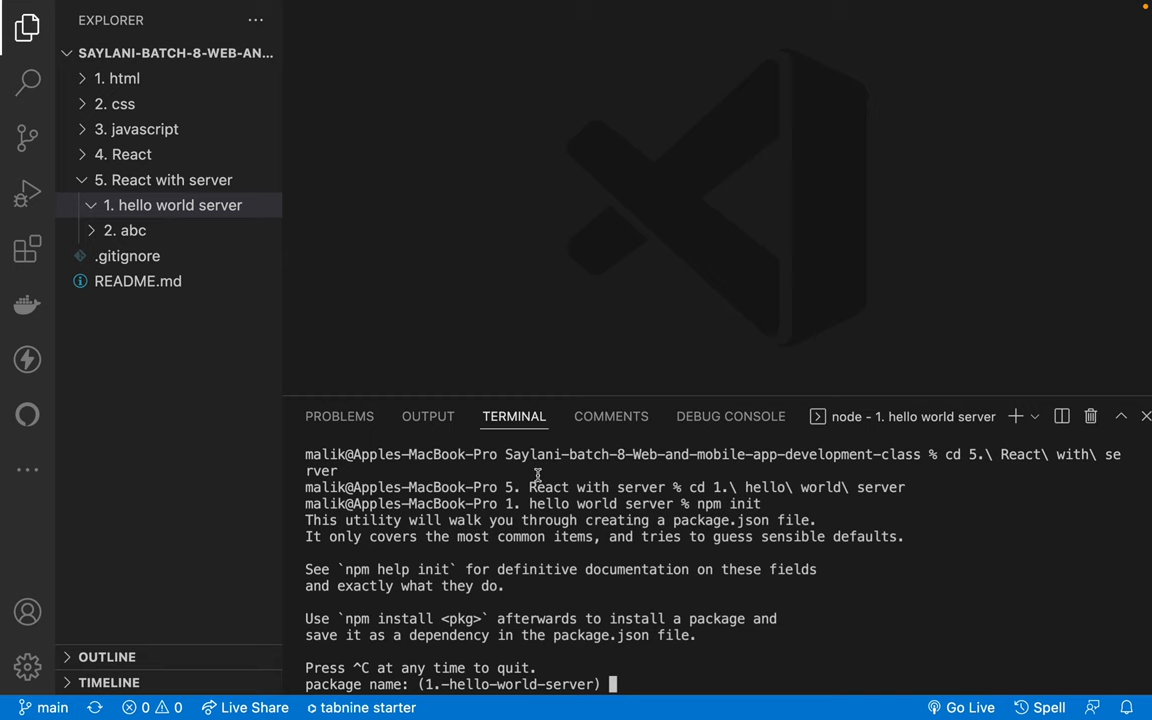 EXPLORER
SAYLANI-BATCH-8-WEB-AN...
1. html
2. css
3. javascript
4. React
5. React with server
1. hello world server
2. abc
.gitignore
README.md
OUTLINE
TIMELINE
PROBLEMS OUTPUT TERMINAL COMMENTS DEBUG CONSOLE node - 1. hello world server
malik@Apples-MacBook-Pro Saylani-batch-8-Web-and-mobile-app-development-class % cd 5.\ React\ with\ se
rver
malik@Apples-MacBook-Pro 5. React with server % cd 1.\ hello\ world\ server
malik@Apples-MacBook-Pro 1. hello world server % npm init
This utility will walk you through creating a package.json file.
It only covers the most common items, and tries to guess sensible defaults.
See `npm help init` for definitive documentation on these fields
and exactly what they do.
Use `npm install <pkg>` afterwards to install a package and
save it as a dependency in the package.json file.
Press ^C at any time to quit.
package name: (1.-hello-world-server)
main 0 0 Live Share tabnine starter Go Live Spell